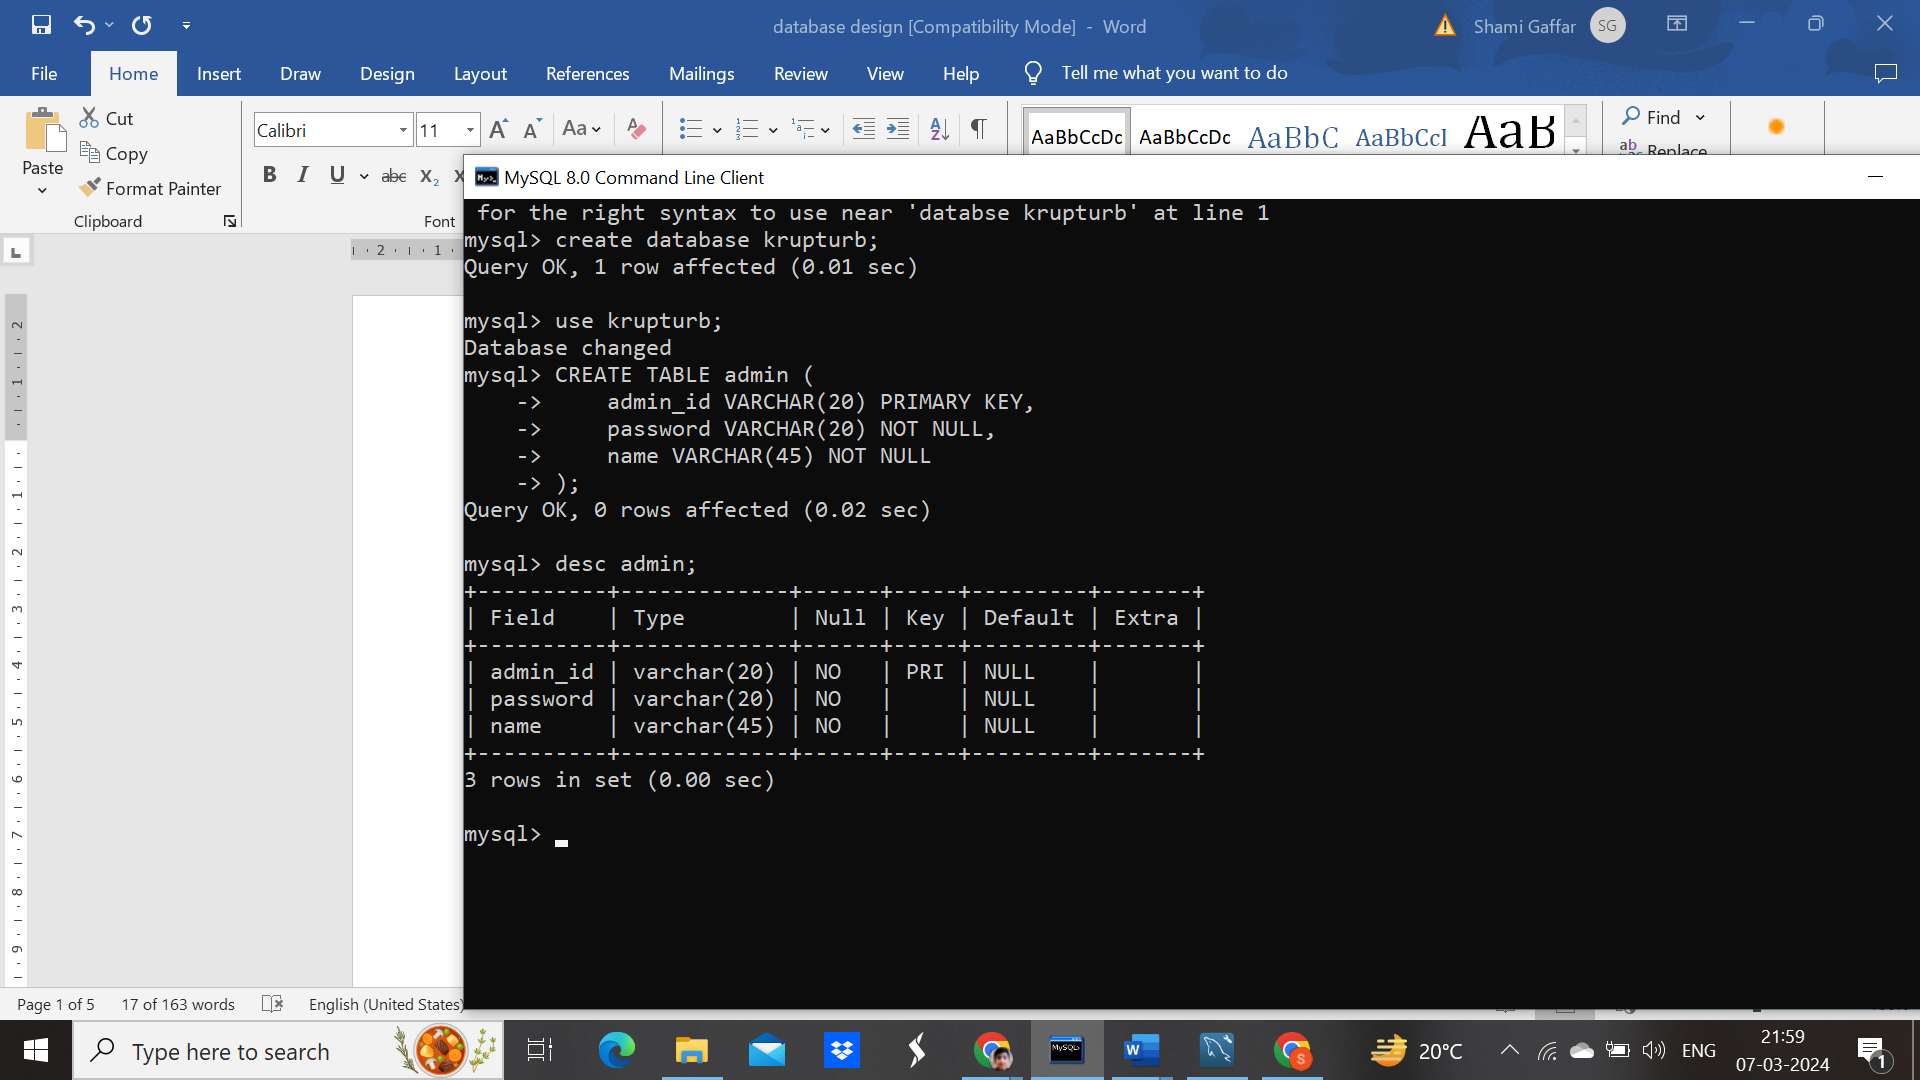 database design [Compatibility Mode] - Word
Shami Gaffar
SG
File Home Insert Draw Design Layout References Mailings Review View Help Tell me what you want to do
Paste
Cut
Copy
Format Painter
Clipboard
Calibri 11
Aa
B I U abc X₂
Font
AaBbCcDc AaBbCcDc AaBbC AaBbCcI AaB
Find
Replace
MySQL 8.0 Command Line Client
for the right syntax to use near 'databse krupturb' at line 1
mysql> create database krupturb;
Query OK, 1 row affected (0.01 sec)
mysql> use krupturb;
Database changed
mysql> CREATE TABLE admin (
    ->     admin_id VARCHAR(20) PRIMARY KEY,
    ->     password VARCHAR(20) NOT NULL,
    ->     name VARCHAR(45) NOT NULL
    -> );
Query OK, 0 rows affected (0.02 sec)
mysql> desc admin;
+----------+-------------+------+-----+---------+-------+
| Field    | Type        | Null | Key | Default | Extra |
+----------+-------------+------+-----+---------+-------+
| admin_id | varchar(20) | NO   | PRI | NULL    |       |
| password | varchar(20) | NO   |     | NULL    |       |
| name     | varchar(45) | NO   |     | NULL    |       |
+----------+-------------+------+-----+---------+-------+
3 rows in set (0.00 sec)
mysql>
Page 1 of 5 17 of 163 words English (United States)
Type here to search
20°C
ENG
21:59
07-03-2024
1